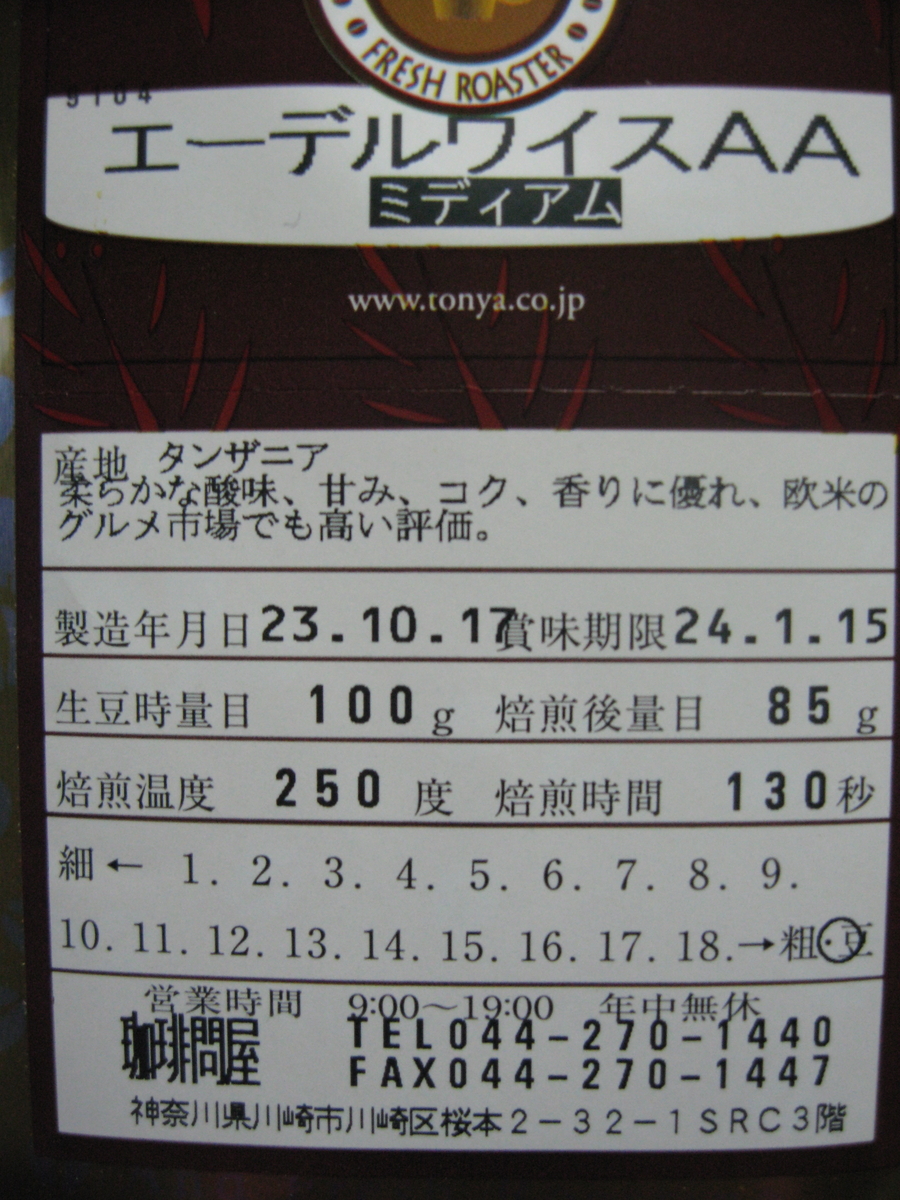 FRESH ROASTER
9104
エーデルワイスAA
ミディアム
www.tonya.co.jp
産地 タンザニア
柔らかな酸味、甘み、コク、香りに優れ、欧米の
グルメ市場でも高い評価。
製造年月日 23.10.17 賞味期限 24.1.15
生豆時量目 100 g 焙煎後量目 85 g
焙煎温度 250 度 焙煎時間 130 秒
細 ← 1. 2. 3. 4. 5. 6. 7. 8. 9.
10. 11. 12. 13. 14. 15. 16. 17. 18. → 粗・豆
営業時間 9:00〜19:00 年中無休
珈琲問屋 TEL044-270-1440
FAX044-270-1447
神奈川県川崎市川崎区桜本2-32-1SRC3階